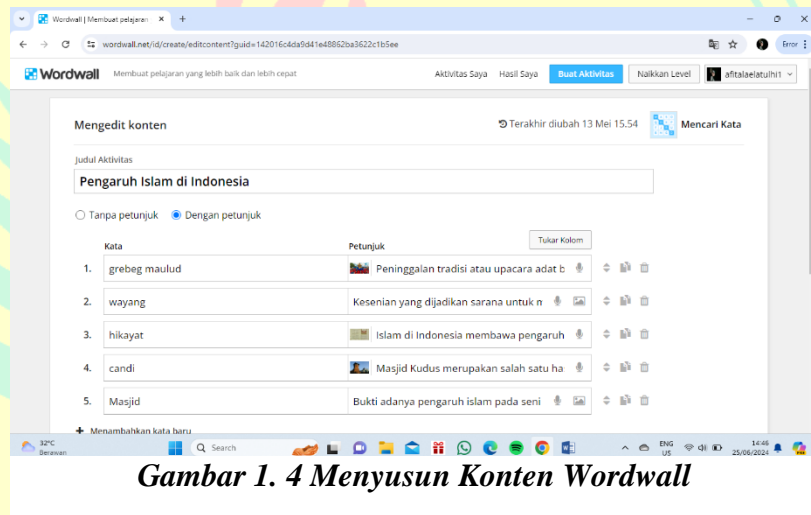 Wordwall | Membuat pelajaran
wordwall.net/id/create/editcontent?guid=142016c4da9d41e48862ba3622c1b5ee
Error
Wordwall Membuat pelajaran yang lebih baik dan lebih cepat Aktivitas Saya Hasil Saya Buat Aktivitas Naikkan Level afitalaelatulhi1
Mengedit konten Terakhir diubah 13 Mei 15.54 Mencari Kata
Judul Aktivitas
Pengaruh Islam di Indonesia
Tanpa petunjuk Dengan petunjuk
Tukar Kolom
Kata Petunjuk
1. grebeg maulud Peninggalan tradisi atau upacara adat b
2. wayang Kesenian yang dijadikan sarana untuk n
3. hikayat Islam di Indonesia membawa pengaruh
4. candi Masjid Kudus merupakan salah satu ha
5. Masjid Bukti adanya pengaruh islam pada seni
+ Menambahkan kata baru
32°C
Berawan
Search
ENG
US
14:46
25/06/2024
Gambar 1. 4 Menyusun Konten Wordwall